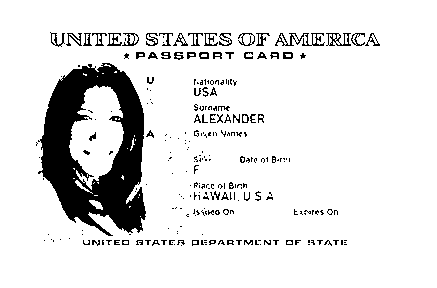 UNITED STATES OF AMERICA
★ PASSPORT CARD ★
U
Nationality
USA
Surname
ALEXANDER
A
Given Names
Sex Date of Birth
F
Place of Birth
HAWAII, U S A
Issued On Expires On
UNITED STATES DEPARTMENT OF STATE